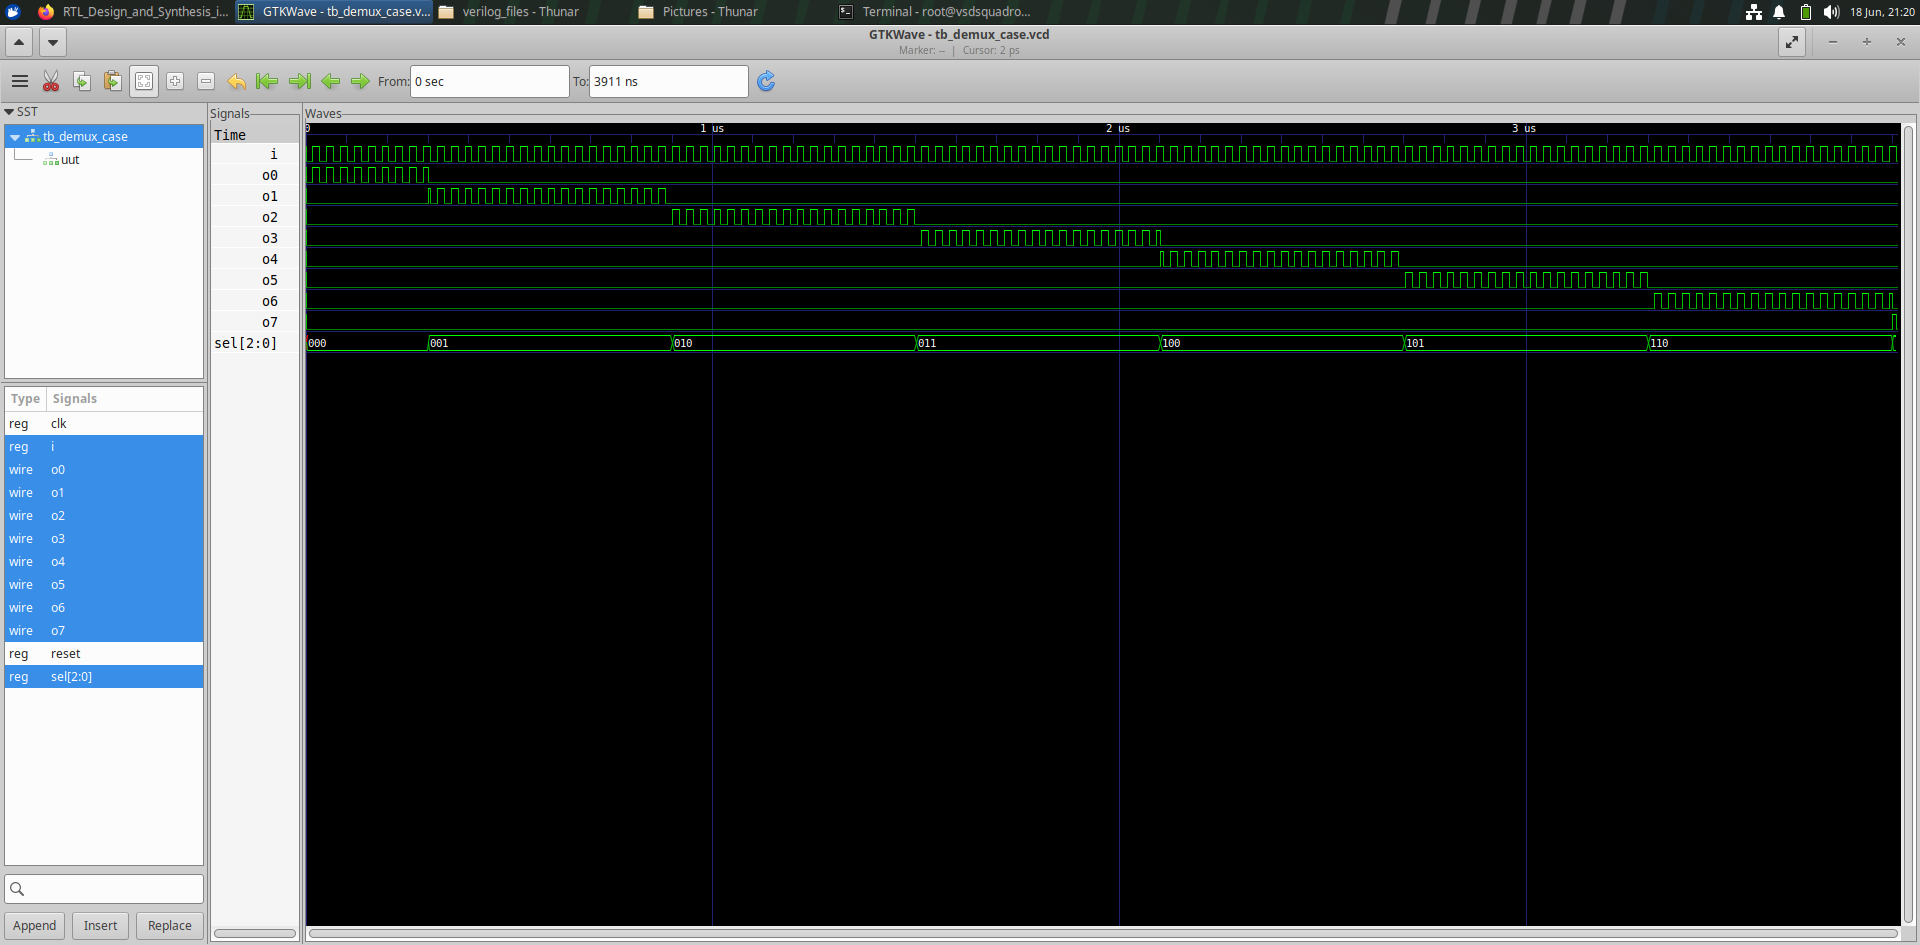 RTL_Design_and_Synthesis_i... GTKWave - tb_demux_case.v... verilog_files - Thunar Pictures - Thunar Terminal - root@vsdsquadro... 18 Jun, 21:20
GTKWave - tb_demux_case.vcd
Marker: -- | Cursor: 2 ps
From: 0 sec To: 3911 ns
SST
tb_demux_case
uut
Type Signals
reg clk
reg i
wire o0
wire o1
wire o2
wire o3
wire o4
wire o5
wire o6
wire o7
reg reset
reg sel[2:0]
Append Insert Replace
Signals
Time
i
o0
o1
o2
o3
o4
o5
o6
o7
sel[2:0]
Waves
0 1 us 2 us 3 us
000 001 010 011 100 101 110